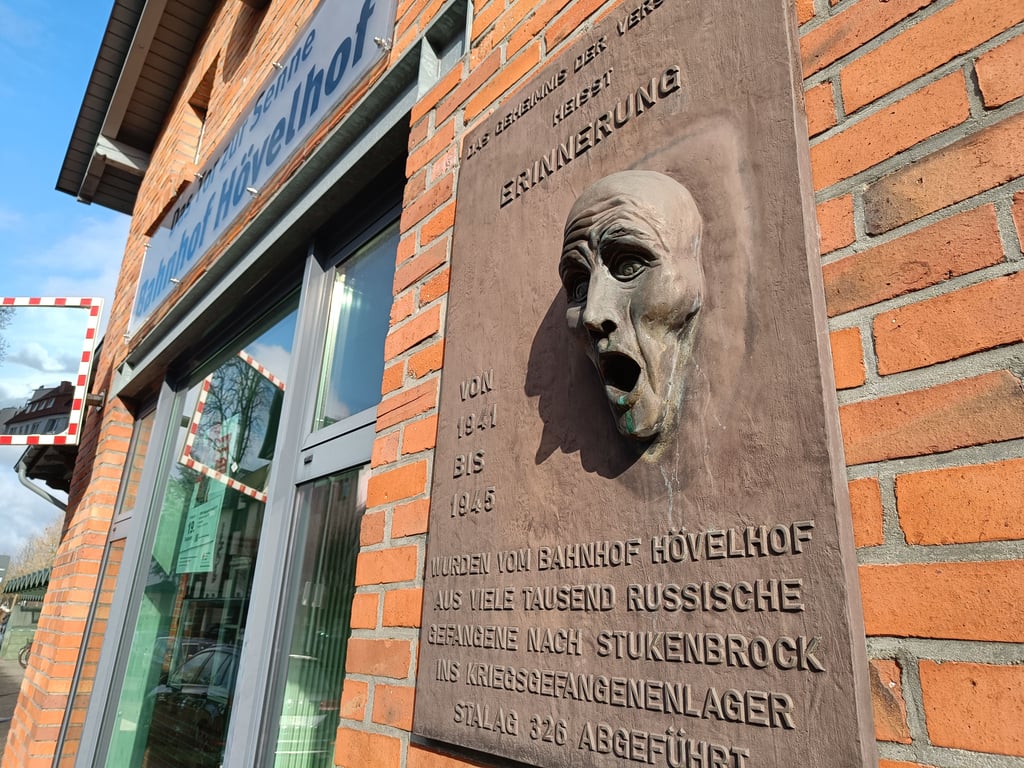 Das Tor zur Senne
Bahnhof Hövelhof
DAS GEHEIMNIS DER
HEISST
ERINNERUNG
VON
1941
BIS
1945
WURDEN VOM BAHNHOF HÖVELHOF
AUS VIELE TAUSEND RUSSISCHE
GEFANGENE NACH STUKENBROCK
INS KRIEGSGEFANGENENLAGER
STALAG 326 ABGEFÜHRT